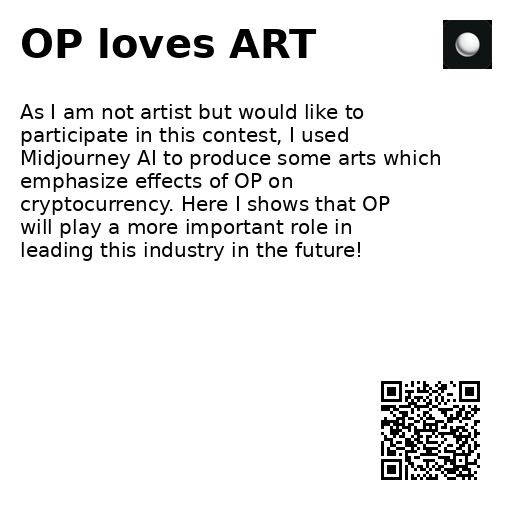 OP loves ART
As I am not artist but would like to
participate in this contest, I used
Midjourney AI to produce some arts which
emphasize effects of OP on
cryptocurrency. Here I shows that OP
will play a more important role in
leading this industry in the future!